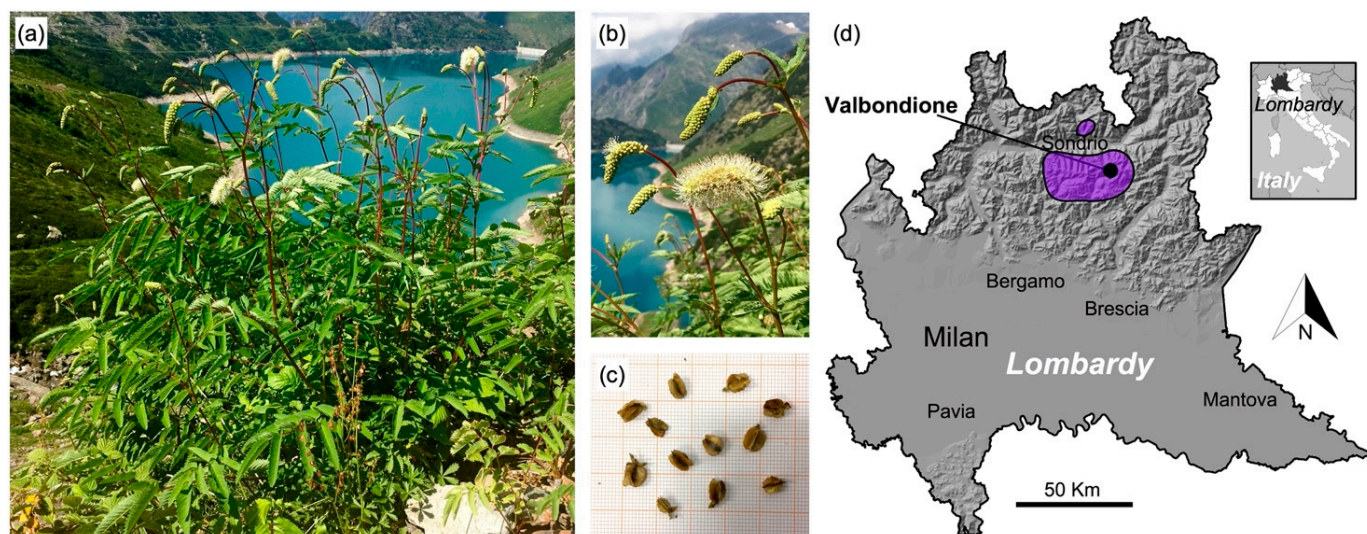 (a)
(b)
(c)
(d)
Valbondione
Sondrio
Lombardy
Italy
Bergamo
Brescia
Milan
Lombardy
N
Pavia
Mantova
50 Km